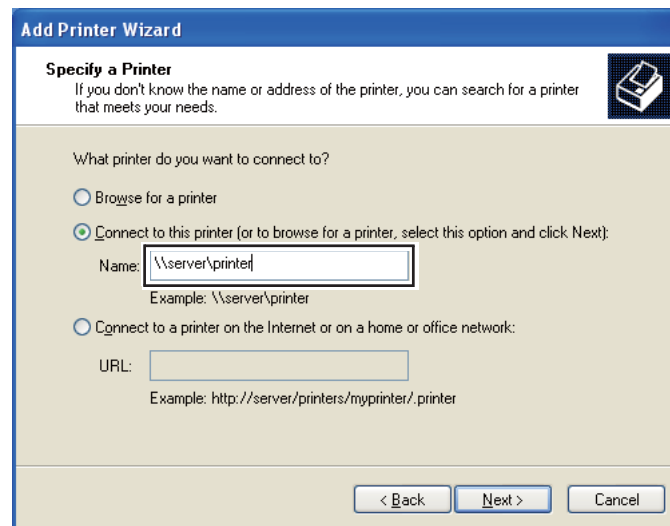 Add Printer Wizard
Specify a Printer
If you don't know the name or address of the printer, you can search for a printer
that meets your needs.
What printer do you want to connect to?
Browse for a printer
Connect to this printer (or to browse for a printer, select this option and click Next):
Name: \\server\printer
Example: \\server\printer
Connect to a printer on the Internet or on a home or office network:
URL:
Example: http://server/printers/myprinter/.printer
< Back Next > Cancel